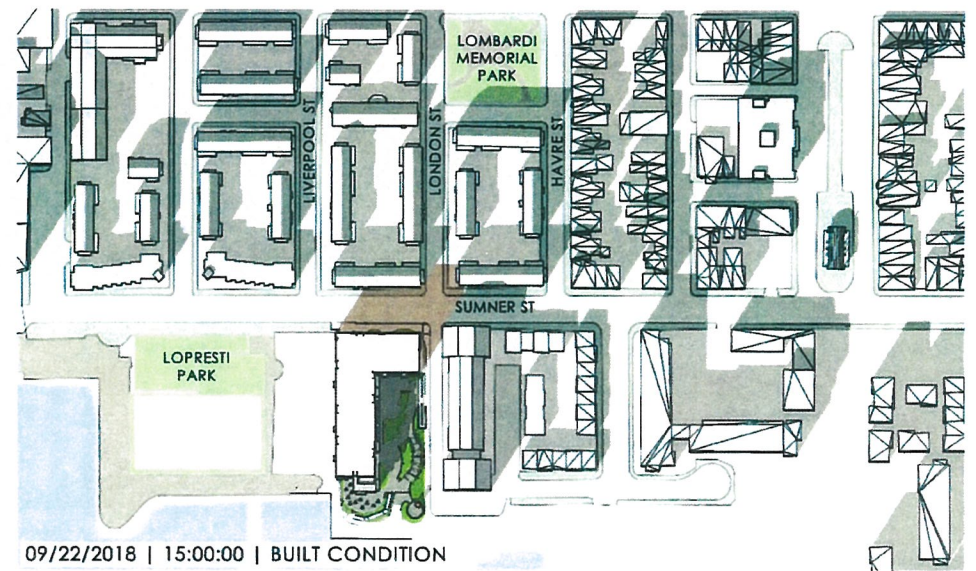 LOMBARDI
MEMORIAL
PARK
LIVERPOOL ST
LONDON ST
HAVRE ST
SUMNER ST
LOPRESTI
PARK
09/22/2018 | 15:00:00 | BUILT CONDITION